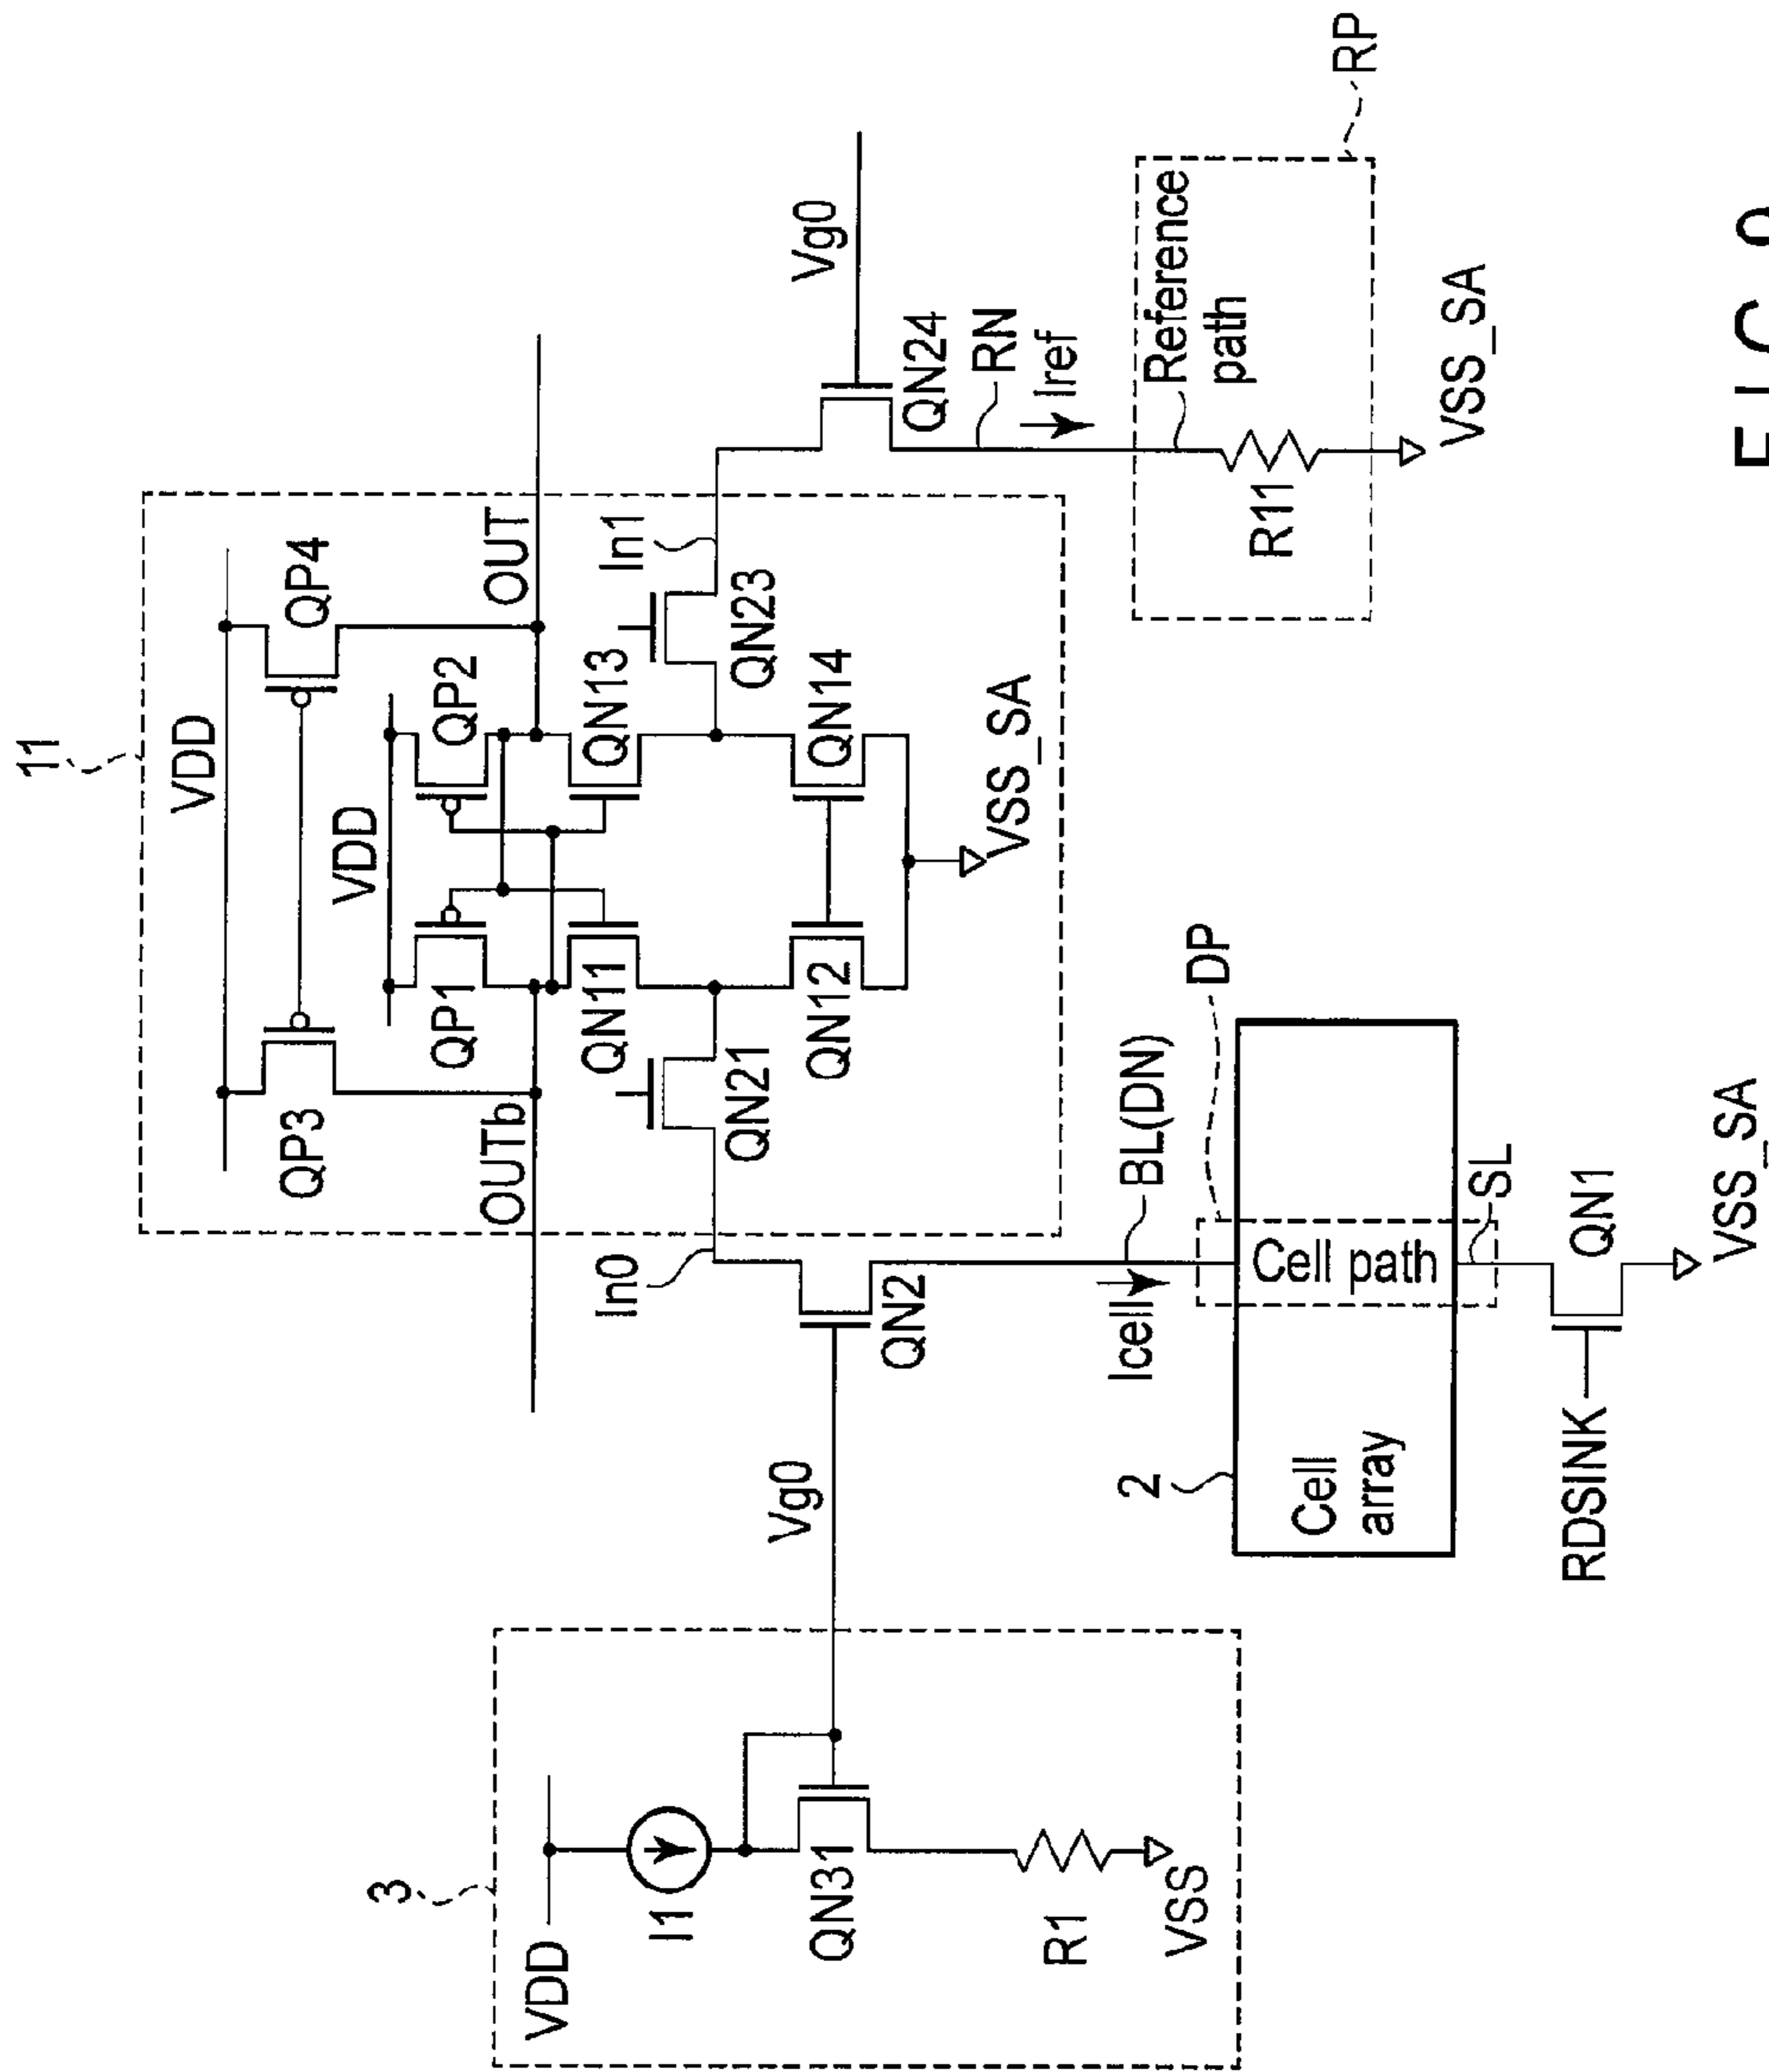 11
VDD
QP3
QP4
VDD
QP1
QP2
OUTb
OUT
QN11
QN13
In0
QN21
QN23
In1
QN12
QN14
VSS_SA
3
VDD
I1
QN31
R1
VSS
Vg0
QN2
Vg0
QN24
Icell
BL(DN)
DP
RN
Iref
2
Cell
array
Cell path
SL
RDSINK
QN1
VSS_SA
Reference
path
R11
RP
VSS_SA